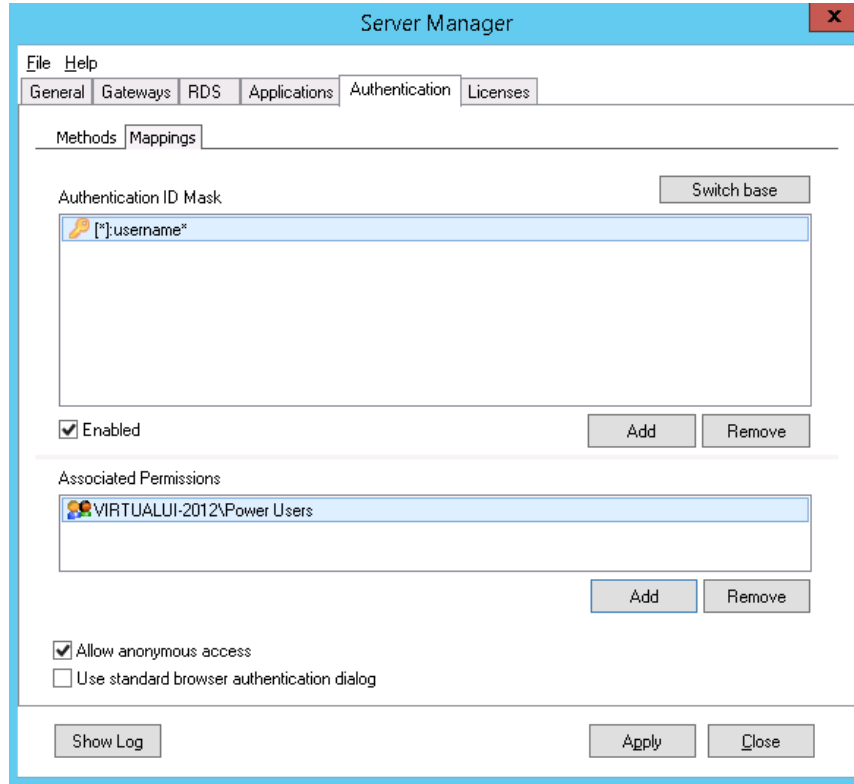 Server Manager
x
File Help
General Gateways RDS Applications Authentication Licenses
Methods Mappings
Authentication ID Mask Switch base
[*]:username*
Enabled Add Remove
Associated Permissions
VIRTUALUI-2012\Power Users
Add Remove
Allow anonymous access
Use standard browser authentication dialog
Show Log Apply Close